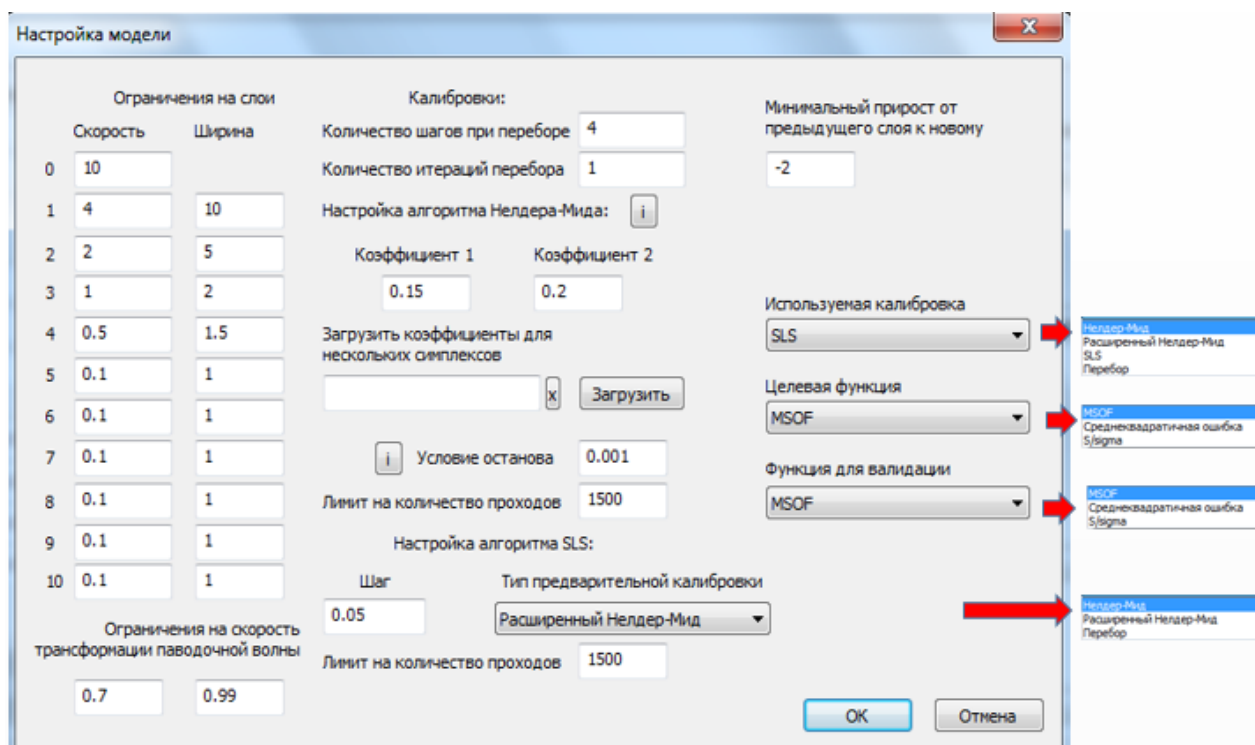 Настройка модели
x
Ограничения на слои
Скорость Ширина
0 10
1 4 10
2 2 5
3 1 2
4 0.5 1.5
5 0.1 1
6 0.1 1
7 0.1 1
8 0.1 1
9 0.1 1
10 0.1 1
Ограничения на скорость
трансформации паводочной волны
0.7 0.99
Калибровки:
Количество шагов при переборе 4
Количество итераций перебора 1
Настройка алгоритма Нелдера-Мида: i
Коэффициент 1 Коэффициент 2
0.15 0.2
Загрузить коэффициенты для
нескольких симплексов
x Загрузить
i Условие останова 0.001
Лимит на количество проходов 1500
Настройка алгоритма SLS:
Шаг Тип предварительной калибровки
0.05 Расширенный Нелдер-Мид
Лимит на количество проходов 1500
Минимальный прирост от
предыдущего слоя к новому
-2
Используемая калибровка
SLS
Целевая функция
MSOF
Функция для валидации
MSOF
OK Отмена
Нелдер-Мид
Расширенный Нелдер-Мид
SLS
Перебор
MSOF
Среднеквадратичная ошибка
S/sigma
MSOF
Среднеквадратичная ошибка
S/sigma
Нелдер-Мид
Расширенный Нелдер-Мид
Перебор